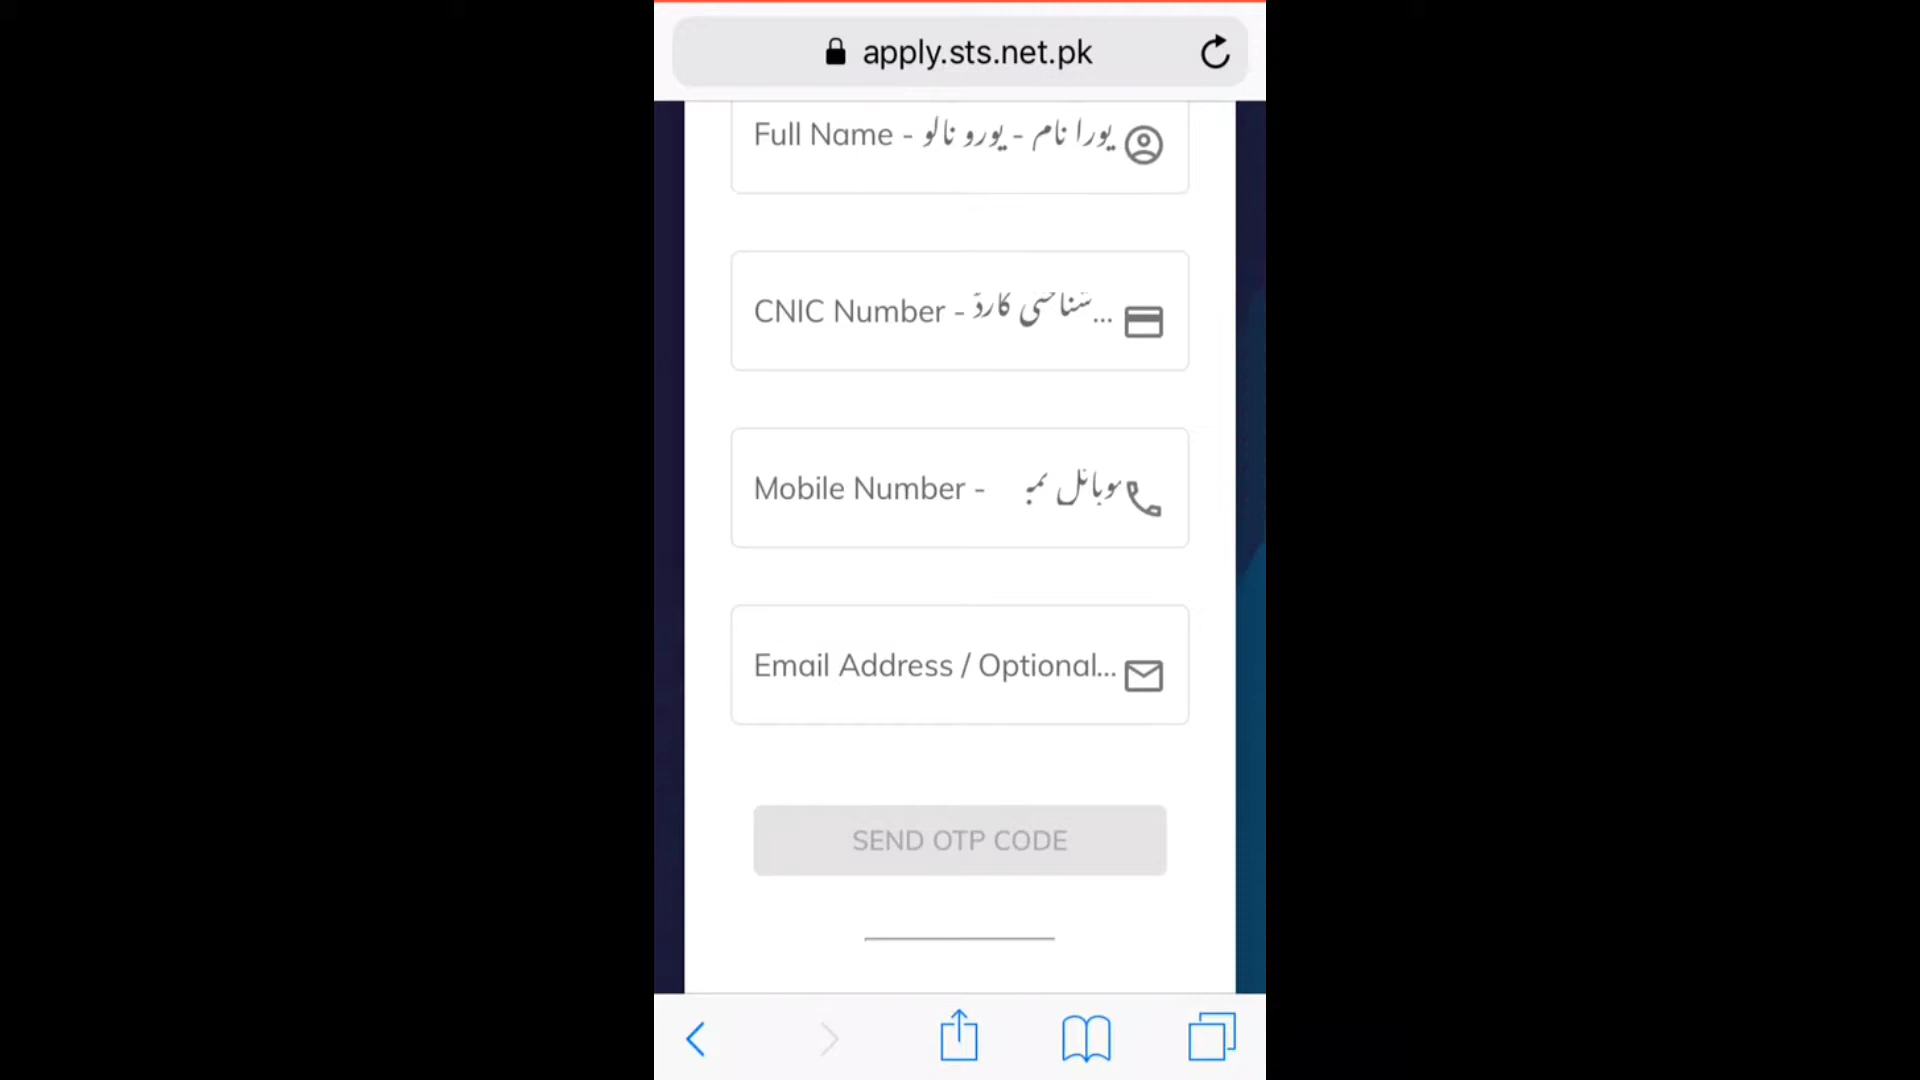 apply.sts.net.pk
Full Name - پورا نام - پورو نالو
CNIC Number - شناختی کارڈ...
Mobile Number - موبائل
Email Address / Optional...
SEND OTP CODE